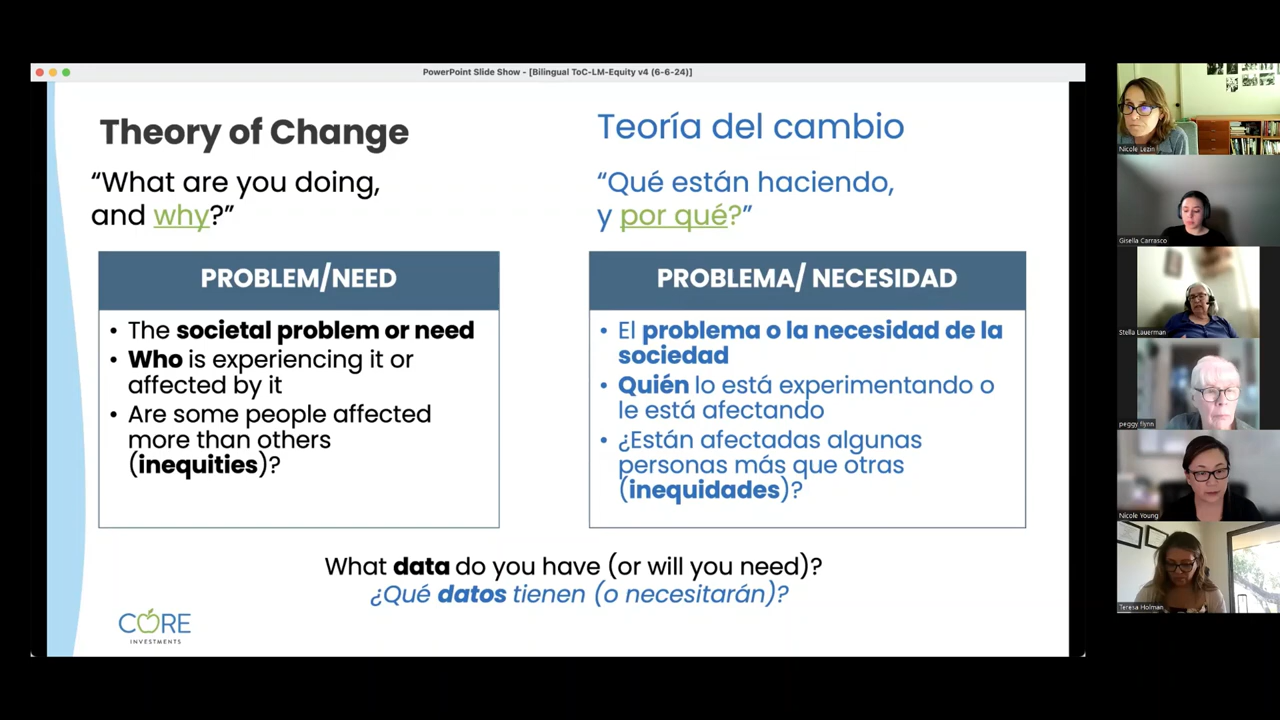 PowerPoint Slide Show - [Bilingual ToC-LM-Equity v4 (6-6-24)]
Theory of Change
“What are you doing,
and why?”
PROBLEM/NEED
• The societal problem or need
• Who is experiencing it or
affected by it
• Are some people affected
more than others
(inequities)?
Teoría del cambio
“Qué están haciendo,
y por qué?”
PROBLEMA/ NECESIDAD
• El problema o la necesidad de la
sociedad
• Quién lo está experimentando o
le está afectando
• ¿Están afectadas algunas
personas más que otras
(inequidades)?
What data do you have (or will you need)?
¿Qué datos tienen (o necesitarán)?
CORE
INVESTMENTS
Nicole Lezin
Gisella Carrasco
Stella Lauerman
peggy flynn
Nicole Young
Teresa Holman